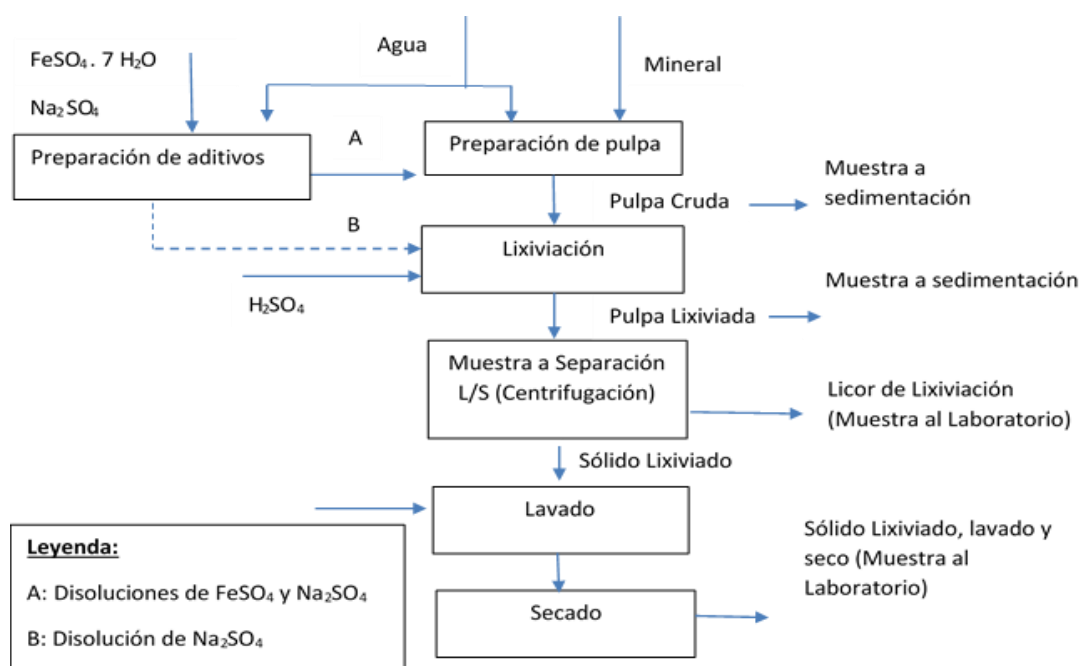 Agua
FeSO₄ . 7 H₂O
Mineral
Na₂SO₄
A
Preparación de aditivos
Preparación de pulpa
Muestra a
sedimentación
Pulpa Cruda
B
Lixiviación
Muestra a sedimentación
H₂SO₄
Pulpa Lixiviada
Muestra a Separación
L/S (Centrifugación)
Licor de Lixiviación
(Muestra al Laboratorio)
Sólido Lixiviado
Lavado
Sólido Lixiviado, lavado y
seco (Muestra al
Laboratorio)
Secado
Leyenda:
A: Disoluciones de FeSO₄ y Na₂SO₄
B: Disolución de Na₂SO₄